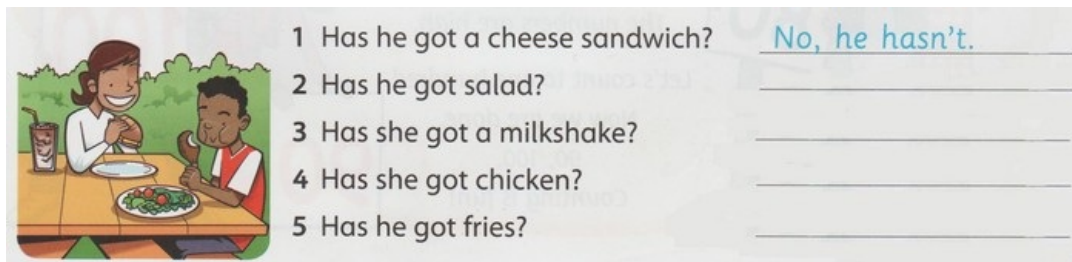 1 Has he got a cheese sandwich? No, he hasn't.
2 Has he got salad?
3 Has she got a milkshake?
4 Has she got chicken?
5 Has he got fries?